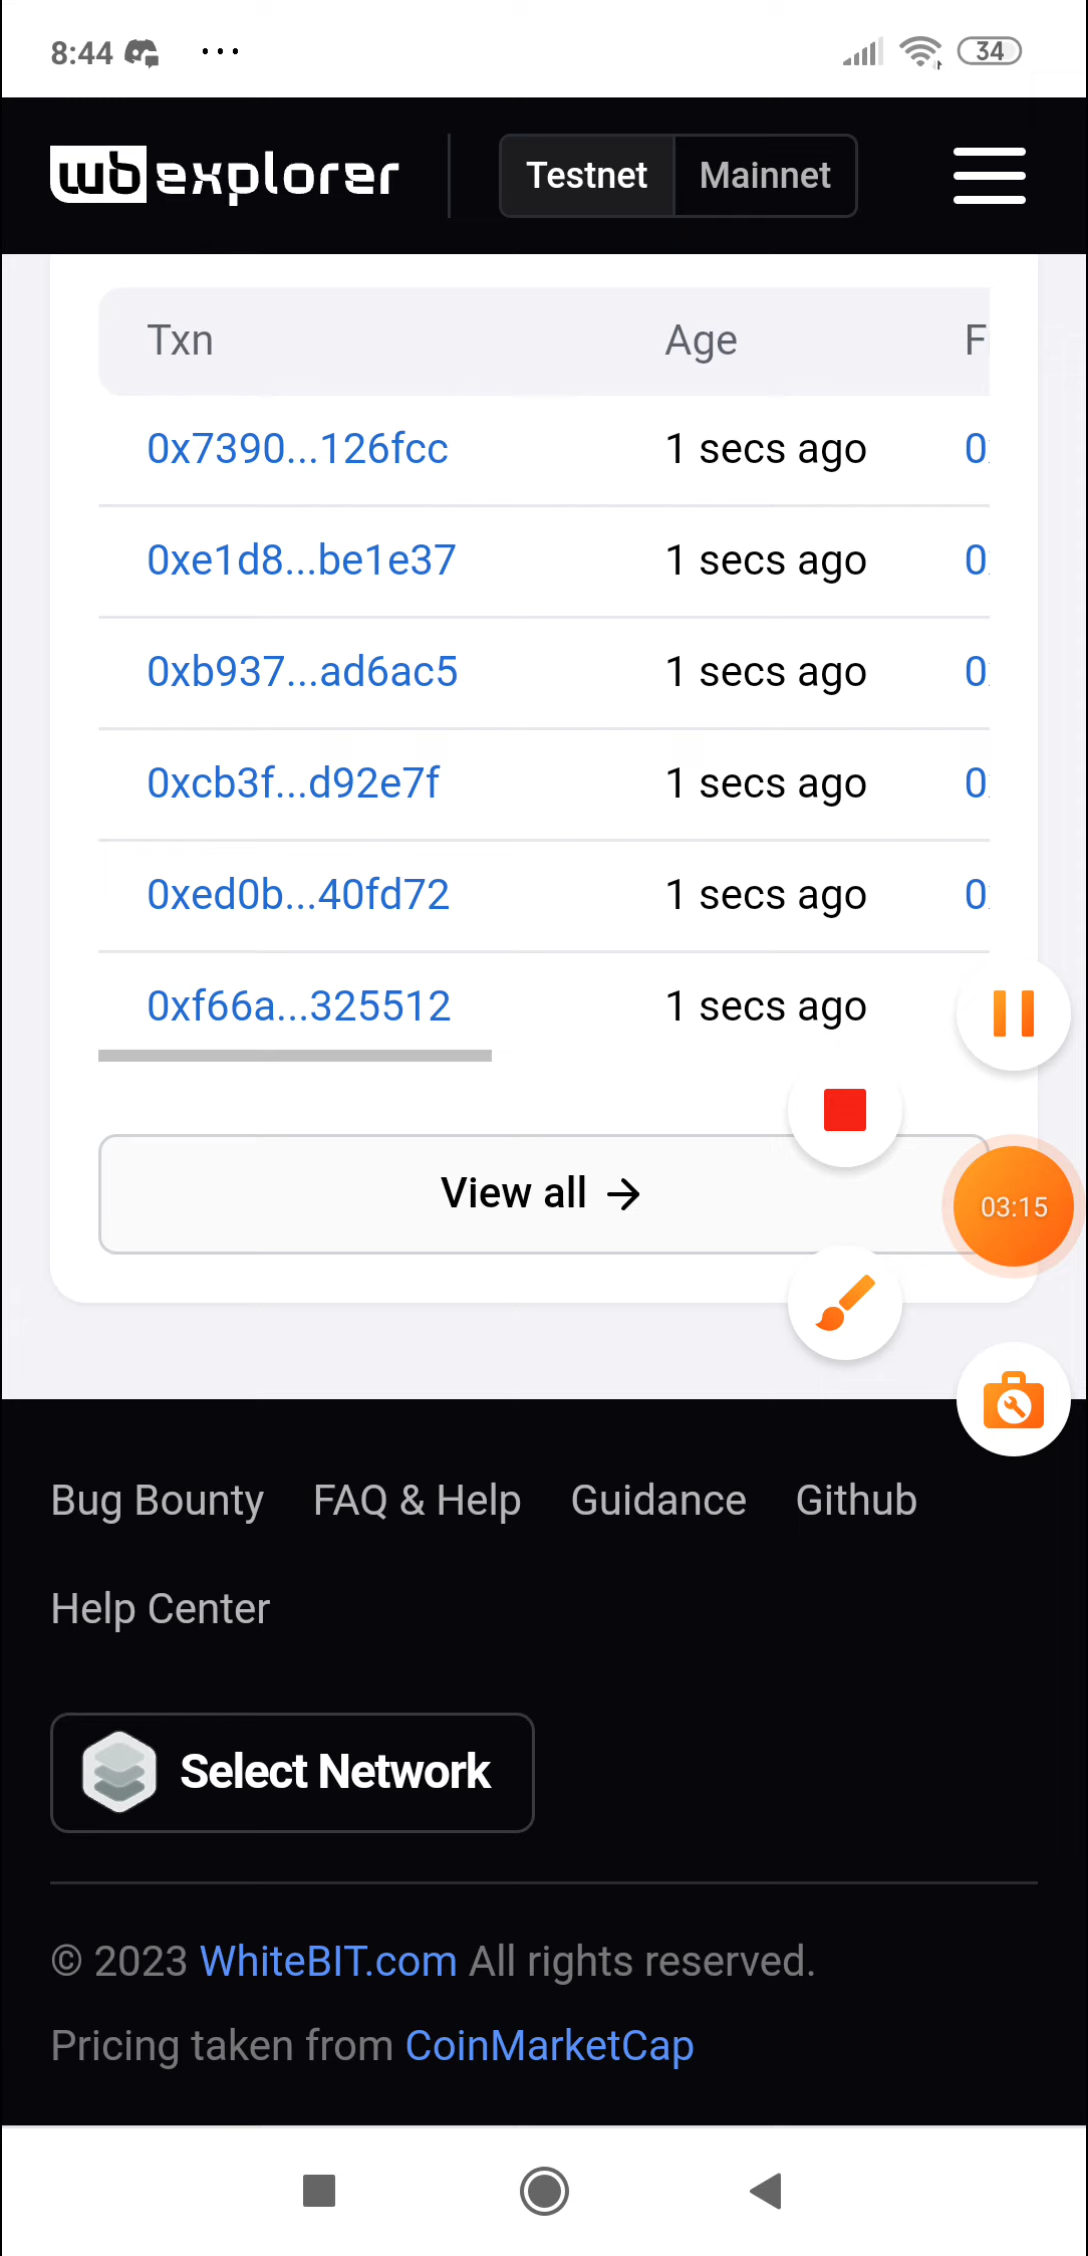 8:44 ... 34
wb explorer Testnet Mainnet
Txn Age F
0x7390...126fcc 1 secs ago 0
0xe1d8...be1e37 1 secs ago 0
0xb937...ad6ac5 1 secs ago 0
0xcb3f...d92e7f 1 secs ago 0
0xed0b...40fd72 1 secs ago 0
0xf66a...325512 1 secs ago
View all →
03:15
Bug Bounty FAQ & Help Guidance Github
Help Center
Select Network
© 2023 WhiteBIT.com All rights reserved.
Pricing taken from CoinMarketCap